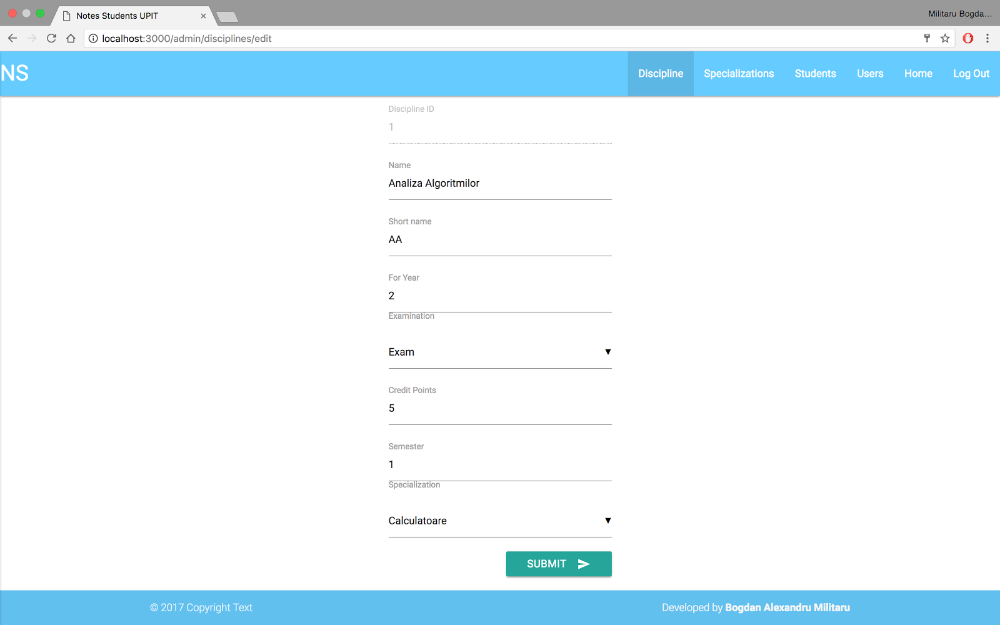 Notes Students UPIT
Militaru Bogda...
localhost:3000/admin/disciplines/edit
NS
Discipline
Specializations
Students
Users
Home
Log Out
Discipline ID
1
Name
Analiza Algoritmilor
Short name
AA
For Year
2
Examination
Exam
Credit Points
5
Semester
1
Specialization
Calculatoare
SUBMIT
© 2017 Copyright Text
Developed by Bogdan Alexandru Militaru